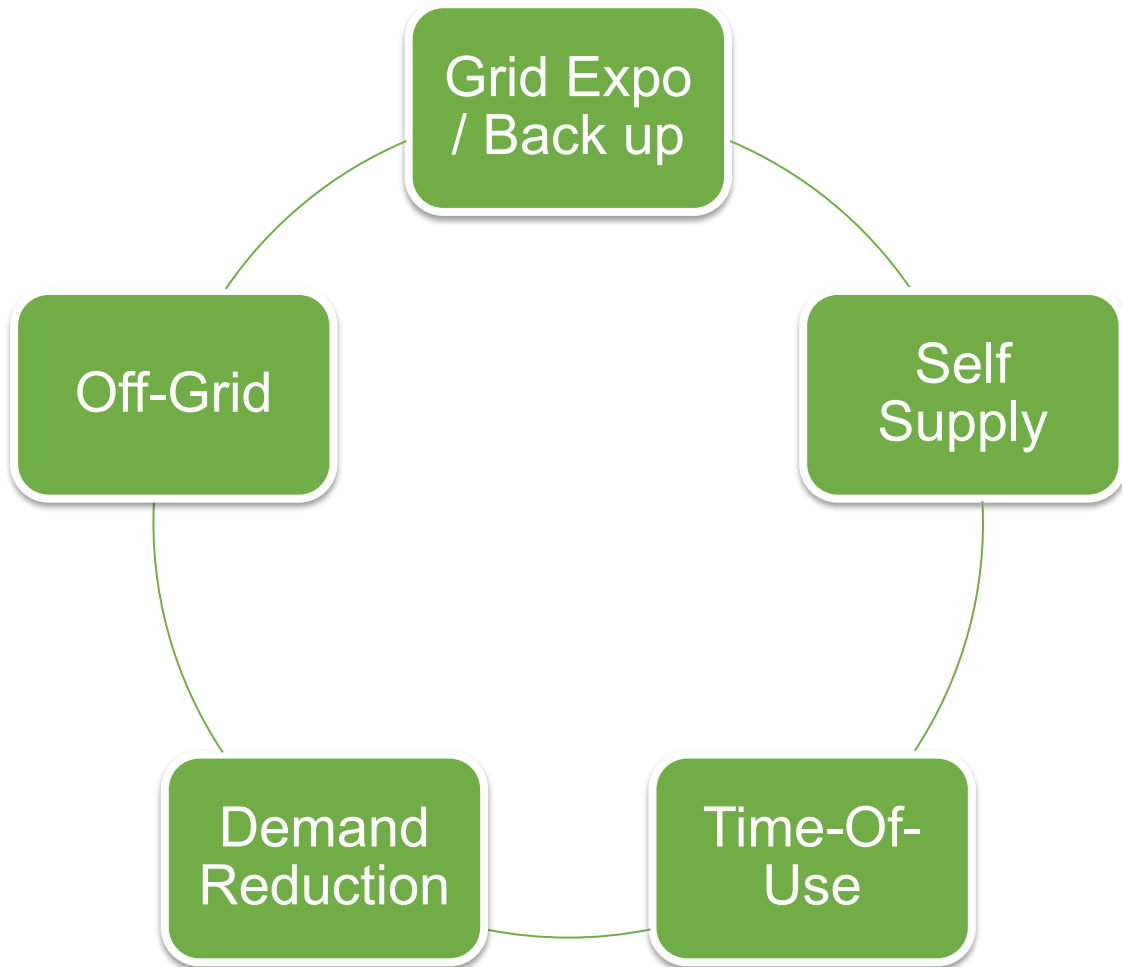 Grid Expo
/ Back up
Self
Supply
Time-Of-
Use
Demand
Reduction
Off-Grid